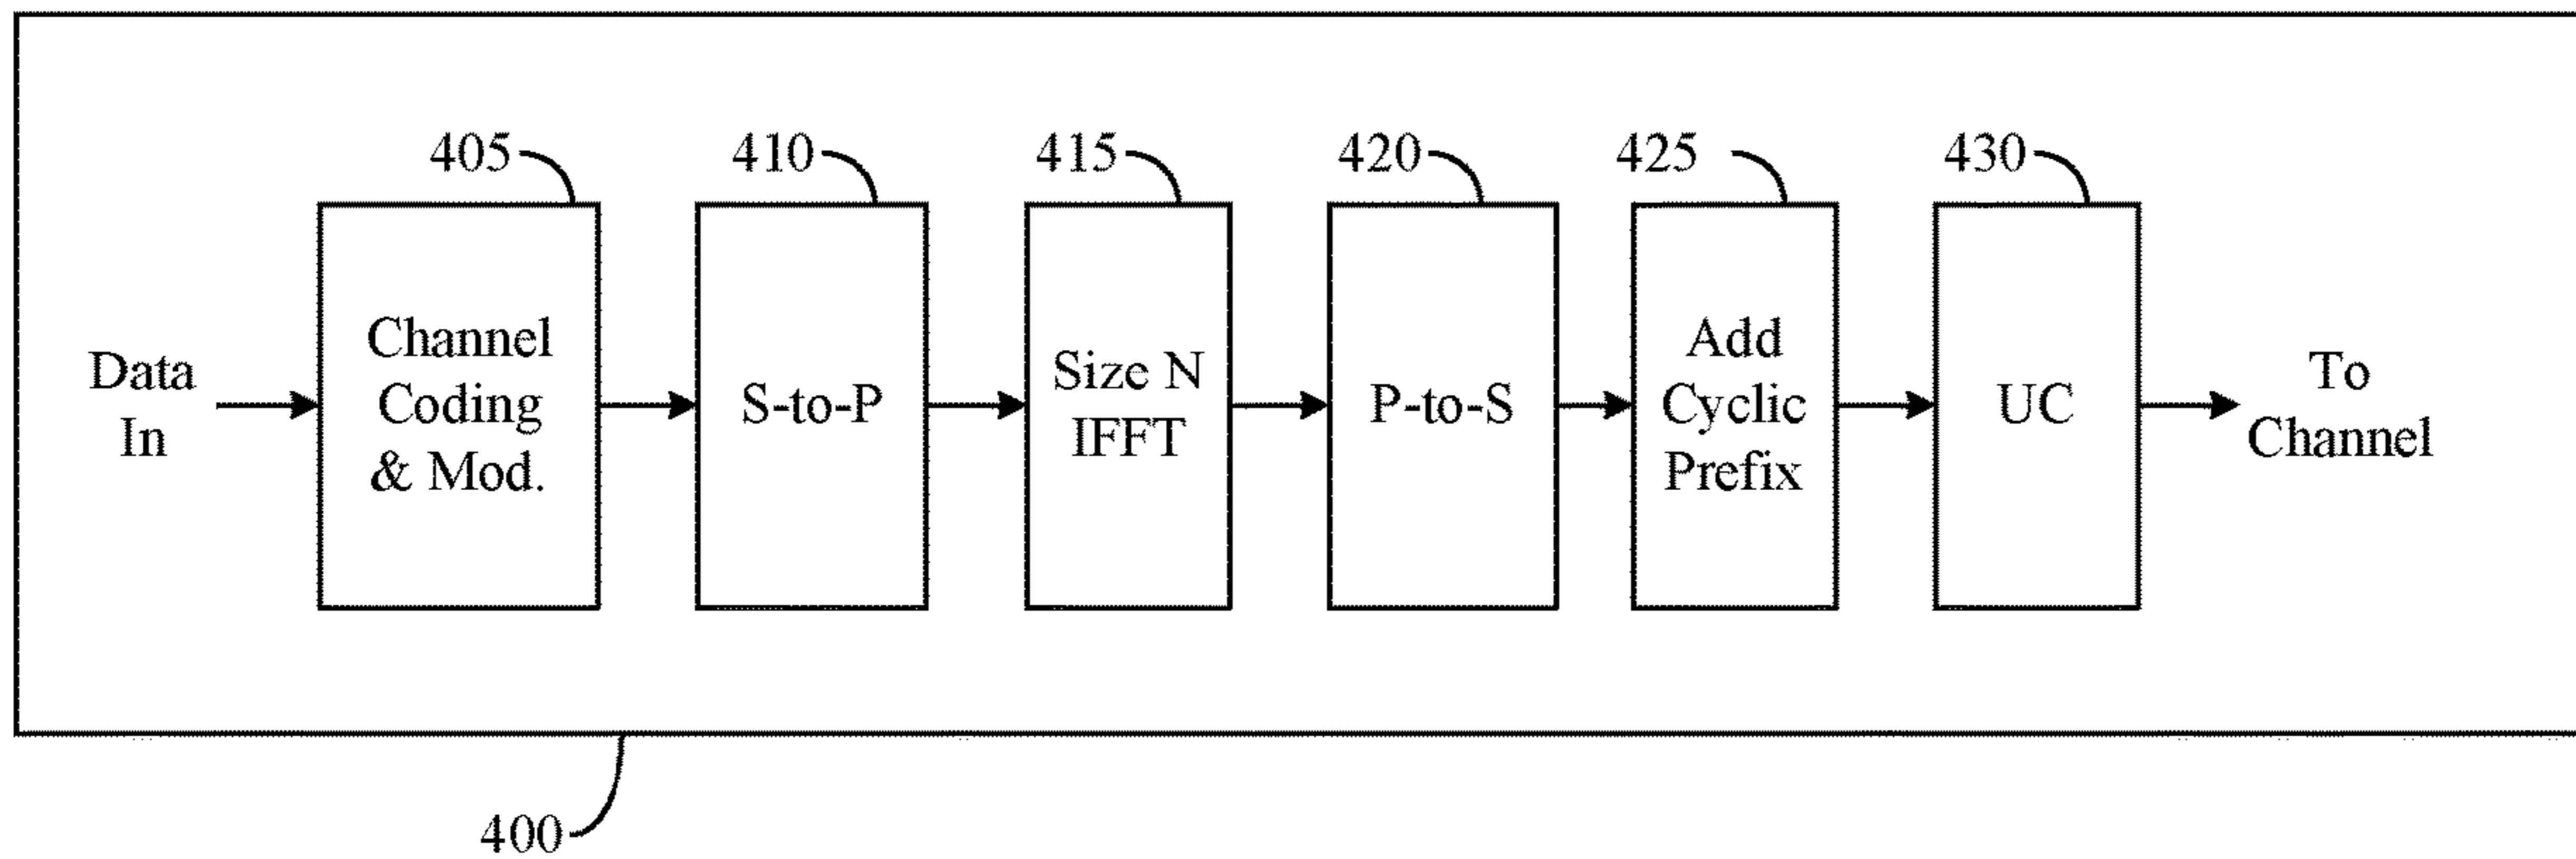 405
410
415
420
425
430
Data
In
Channel
Coding
& Mod.
S-to-P
Size N
IFFT
P-to-S
Add
Cyclic
Prefix
UC
To
Channel
400